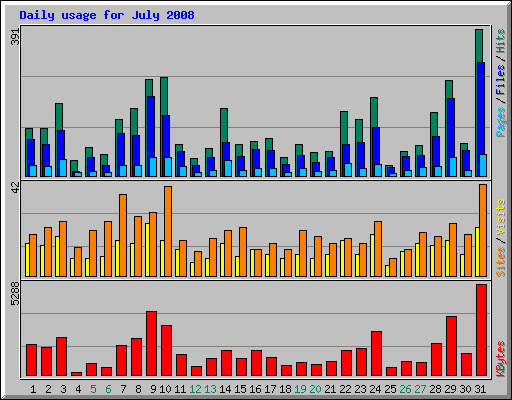 Daily usage for July 2008
391
Pages / Files / Hits
42
Sites / Visits
5288
KBytes
1 2 3 4 5 6 7 8 9 10 11 12 13 14 15 16 17 18 19 20 21 22 23 24 25 26 27 28 29 30 31